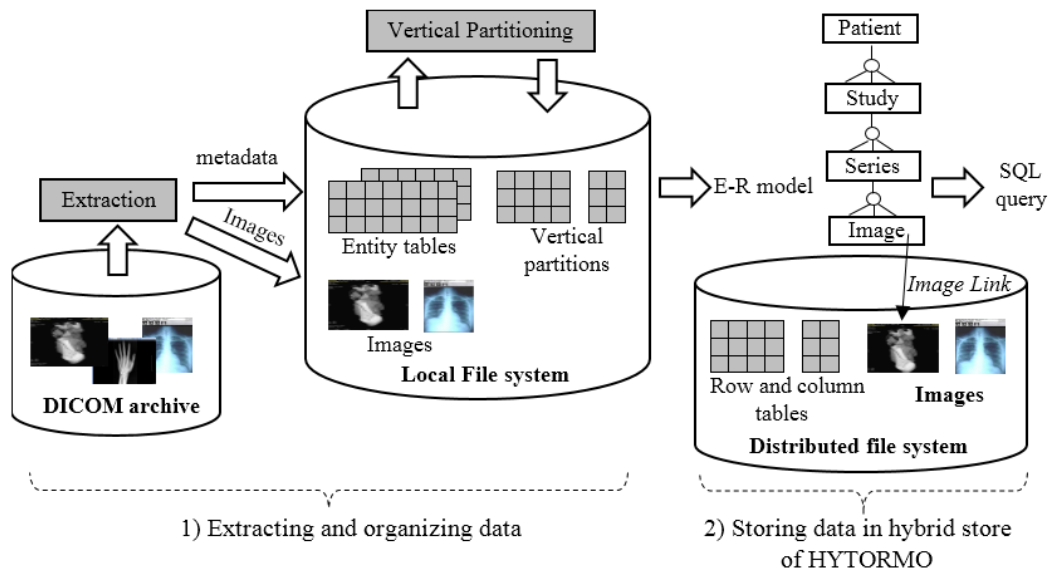 Vertical Partitioning
Patient
Study
Series
Image
metadata
Images
Extraction
Entity tables
Vertical
partitions
Images
Local File system
E-R model
SQL
query
Image Link
DICOM archive
Row and column
tables
Images
Distributed file system
1) Extracting and organizing data
2) Storing data in hybrid store
of HYTORMO